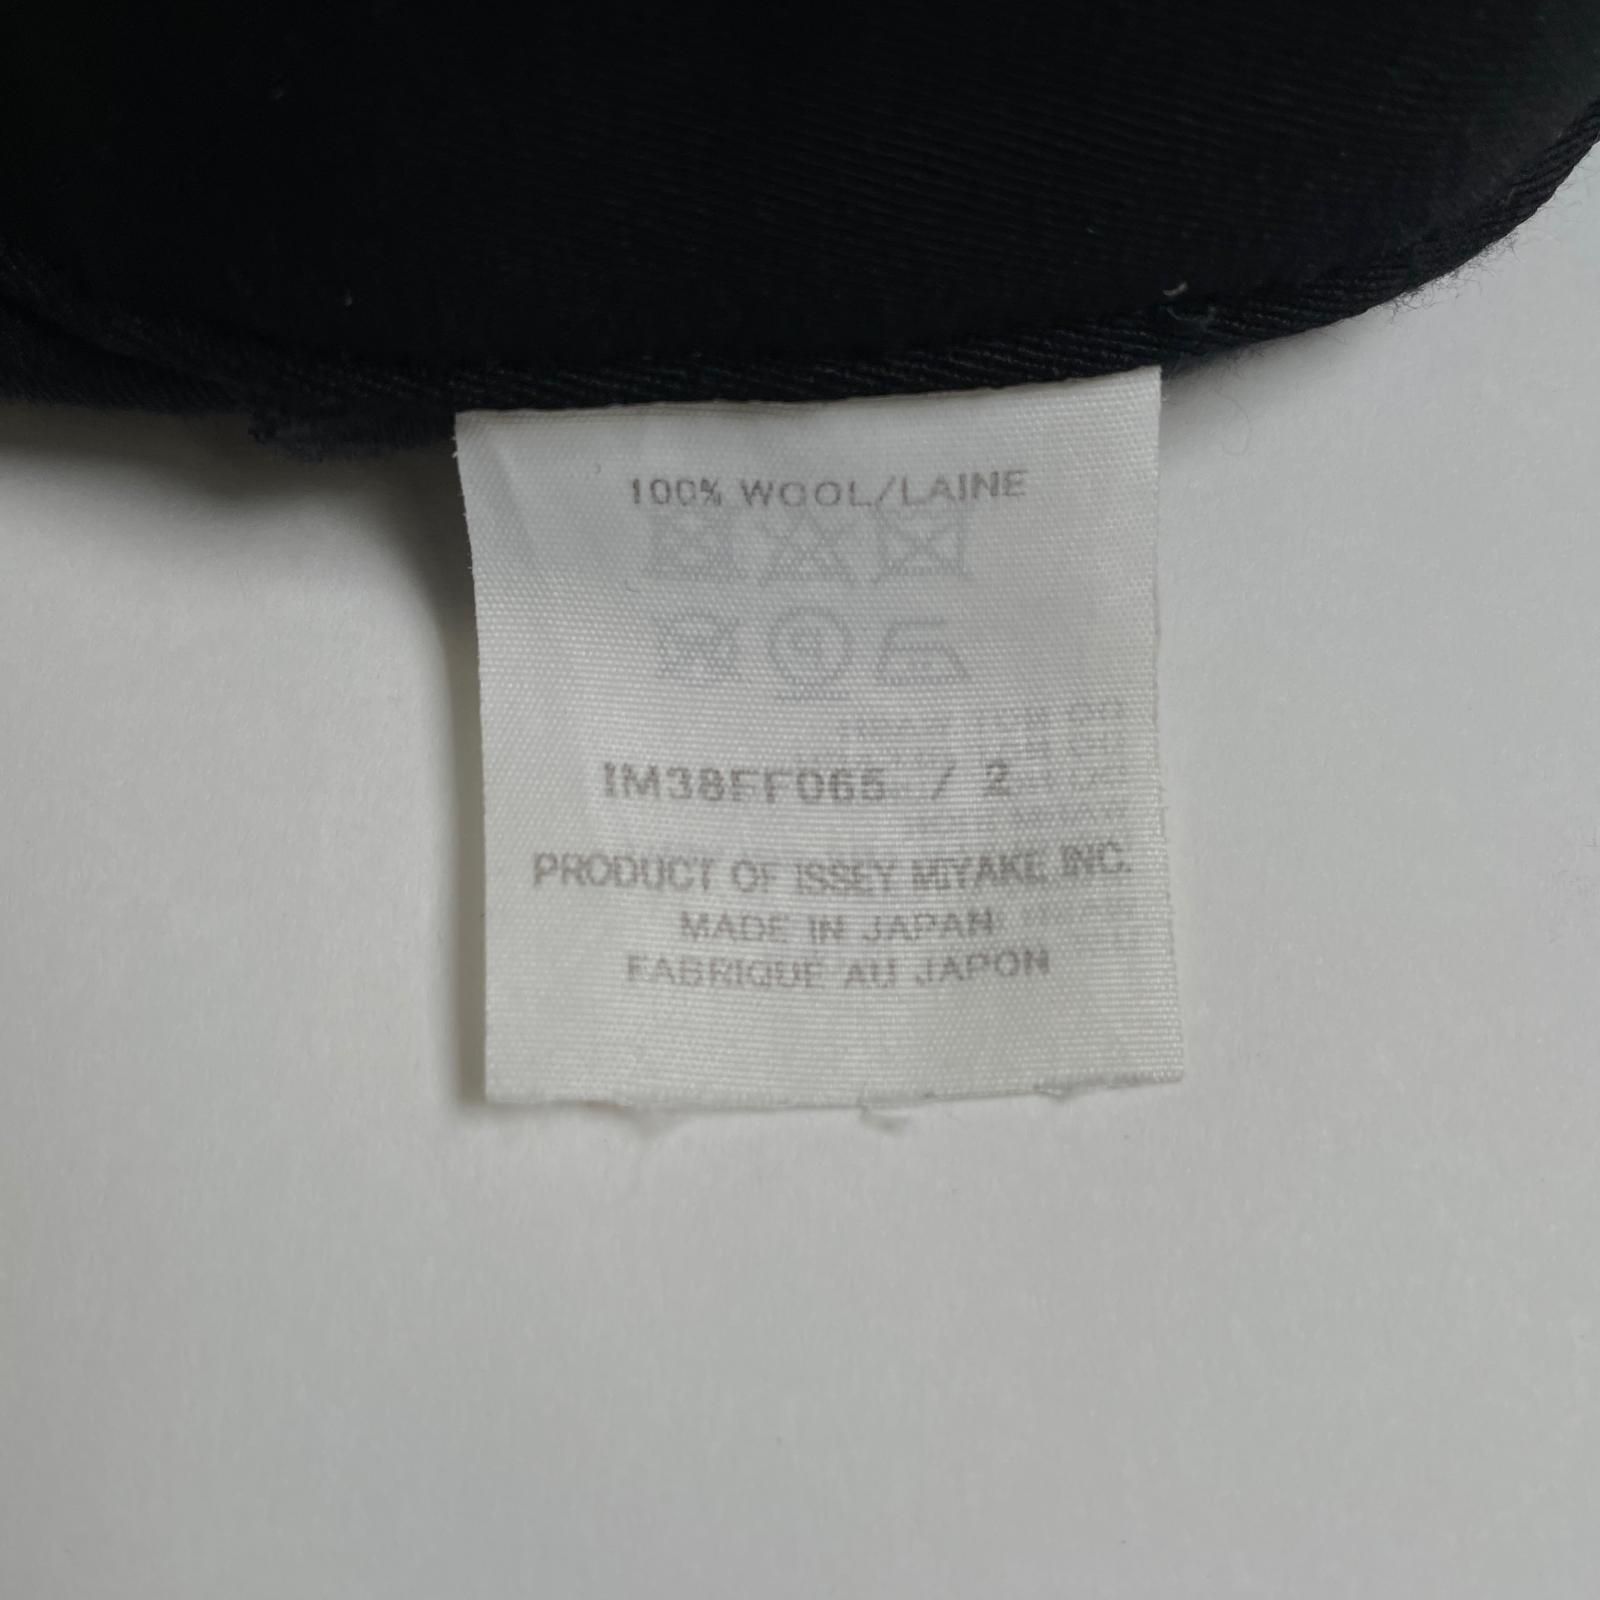 100% WOOL/LAINE
IM38FF065 / 2
PRODUCT OF ISSEY MIYAKE INC.
MADE IN JAPAN
FABRIQUE AU JAPON